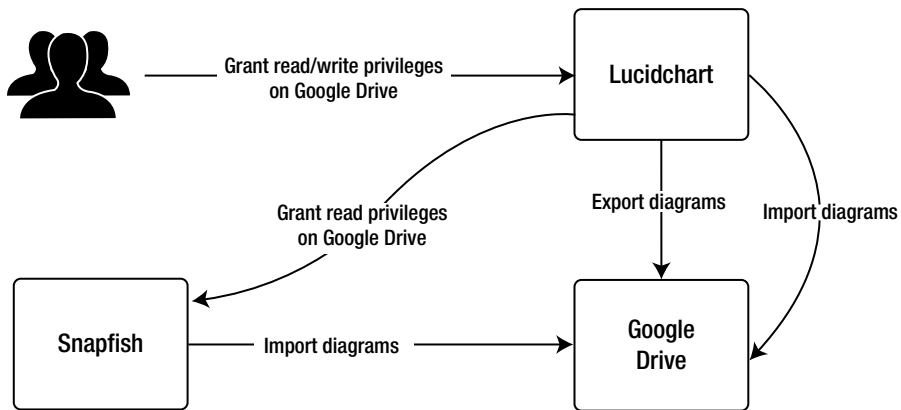 Grant read/write privileges
on Google Drive
Lucidchart
Grant read privileges
on Google Drive
Export diagrams
Import diagrams
Snapfish
Import diagrams
Google
Drive